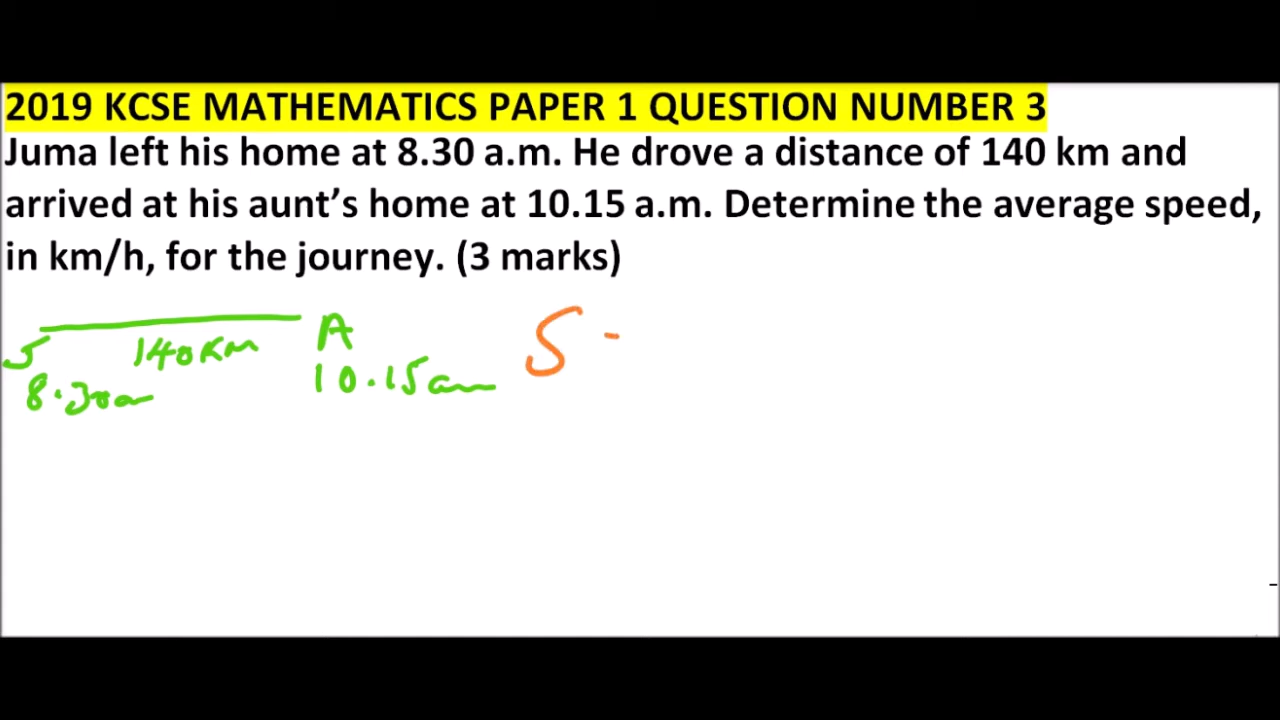 2019 KCSE MATHEMATICS PAPER 1 QUESTION NUMBER 3
Juma left his home at 8.30 a.m. He drove a distance of 140 km and
arrived at his aunt’s home at 10.15 a.m. Determine the average speed,
in km/h, for the journey. (3 marks)
J
140 Km
A
S -
8.30am
10.15am